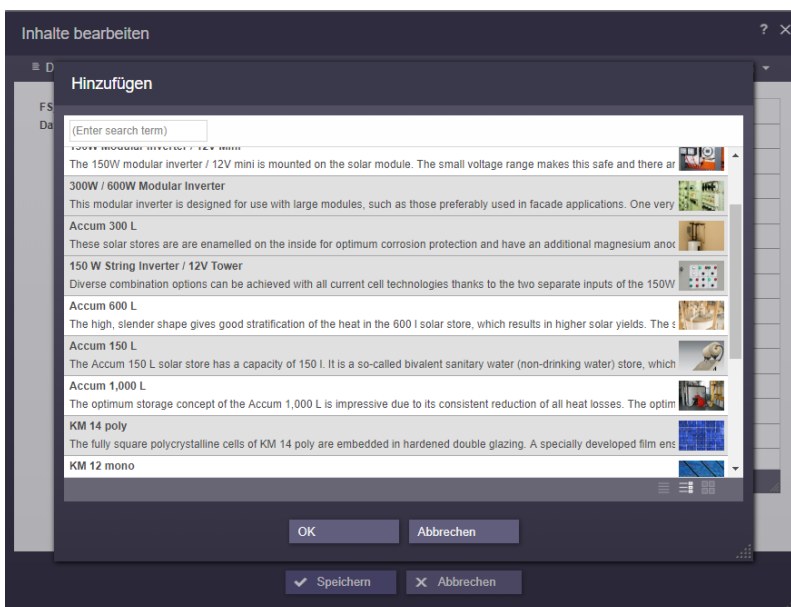 Inhalte bearbeiten
?
D
Hinzufügen
FS
Da
(Enter search term)
150W Modular Inverter / 12V Mini
The 150W modular inverter / 12V mini is mounted on the solar module. The small voltage range makes this safe and there ar
300W / 600W Modular Inverter
This modular inverter is designed for use with large modules, such as those preferably used in facade applications. One very
Accum 300 L
These solar stores are are enamelled on the inside for optimum corrosion protection and have an additional magnesium anod
150 W String Inverter / 12V Tower
Diverse combination options can be achieved with all current cell technologies thanks to the two separate inputs of the 150W
Accum 600 L
The high, slender shape gives good stratification of the heat in the 600 l solar store, which results in higher solar yields. The s
Accum 150 L
The Accum 150 L solar store has a capacity of 150 l. It is a so-called bivalent sanitary water (non-drinking water) store, which
Accum 1,000 L
The optimum storage concept of the Accum 1,000 L is impressive due to its consistent reduction of all heat losses. The optim
KM 14 poly
The fully square polycrystalline cells of KM 14 poly are embedded in hardened double glazing. A specially developed film ens
KM 12 mono
OK
Abbrechen
Speichern
Abbrechen